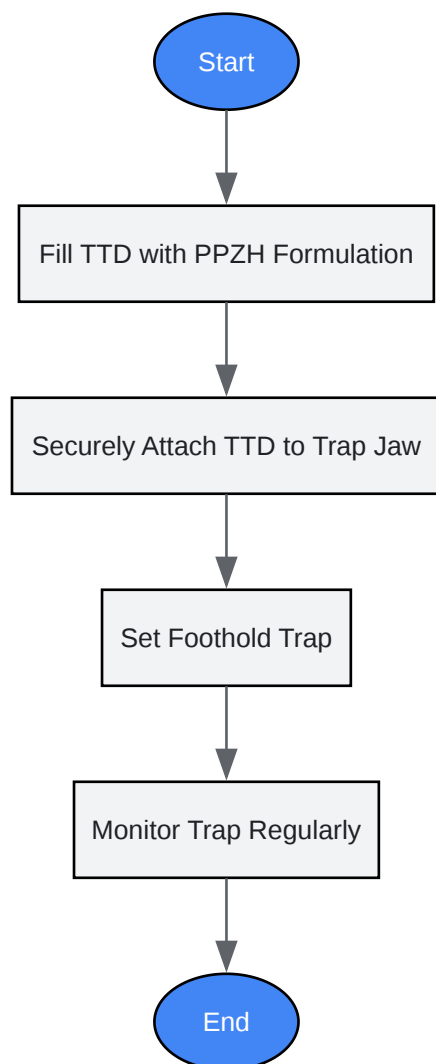 Start
Fill TTD with PPZH Formulation
Securely Attach TTD to Trap Jaw
Set Foothold Trap
Monitor Trap Regularly
End